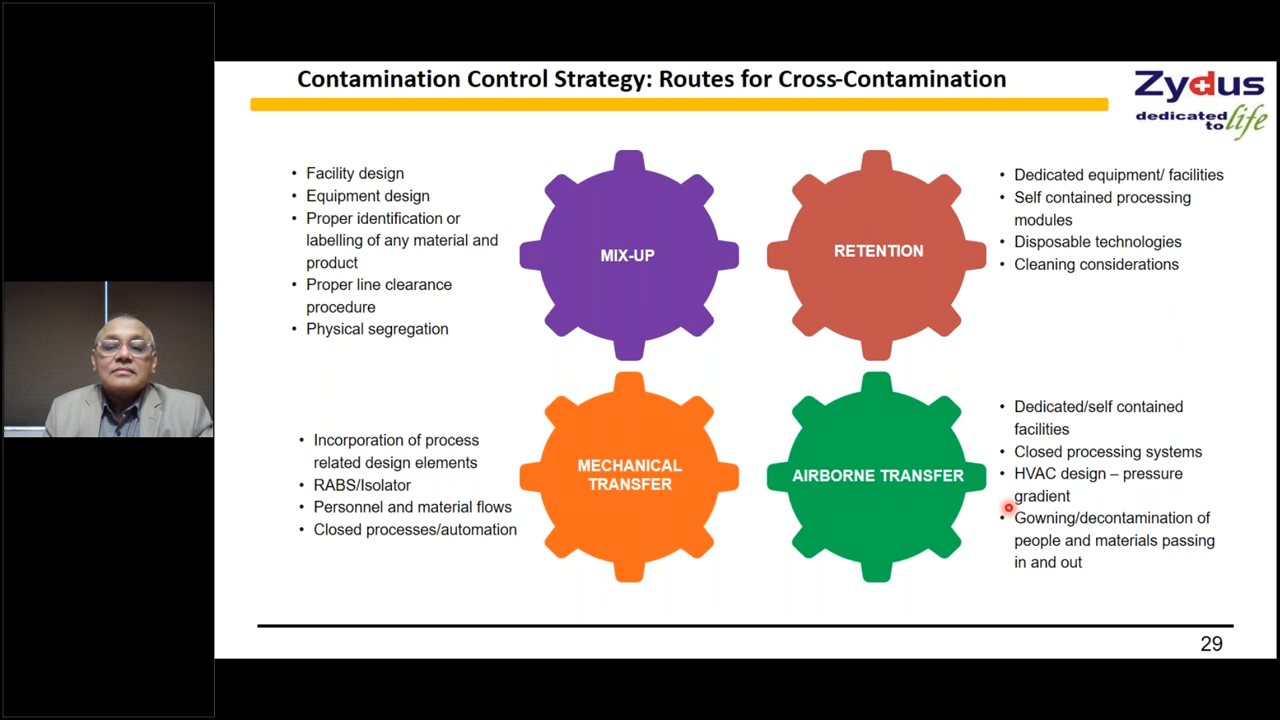 Contamination Control Strategy: Routes for Cross-Contamination
Zydus
dedicated
to life
• Facility design
• Equipment design
• Proper identification or
labelling of any material and
product
• Proper line clearance
procedure
• Physical segregation
MIX-UP
RETENTION
• Dedicated equipment/ facilities
• Self contained processing
modules
• Disposable technologies
• Cleaning considerations
• Incorporation of process
related design elements
• RABS/Isolator
• Personnel and material flows
• Closed processes/automation
MECHANICAL
TRANSFER
AIRBORNE TRANSFER
• Dedicated/self contained
facilities
• Closed processing systems
• HVAC design – pressure
gradient
• Gowning/decontamination of
people and materials passing
in and out
29